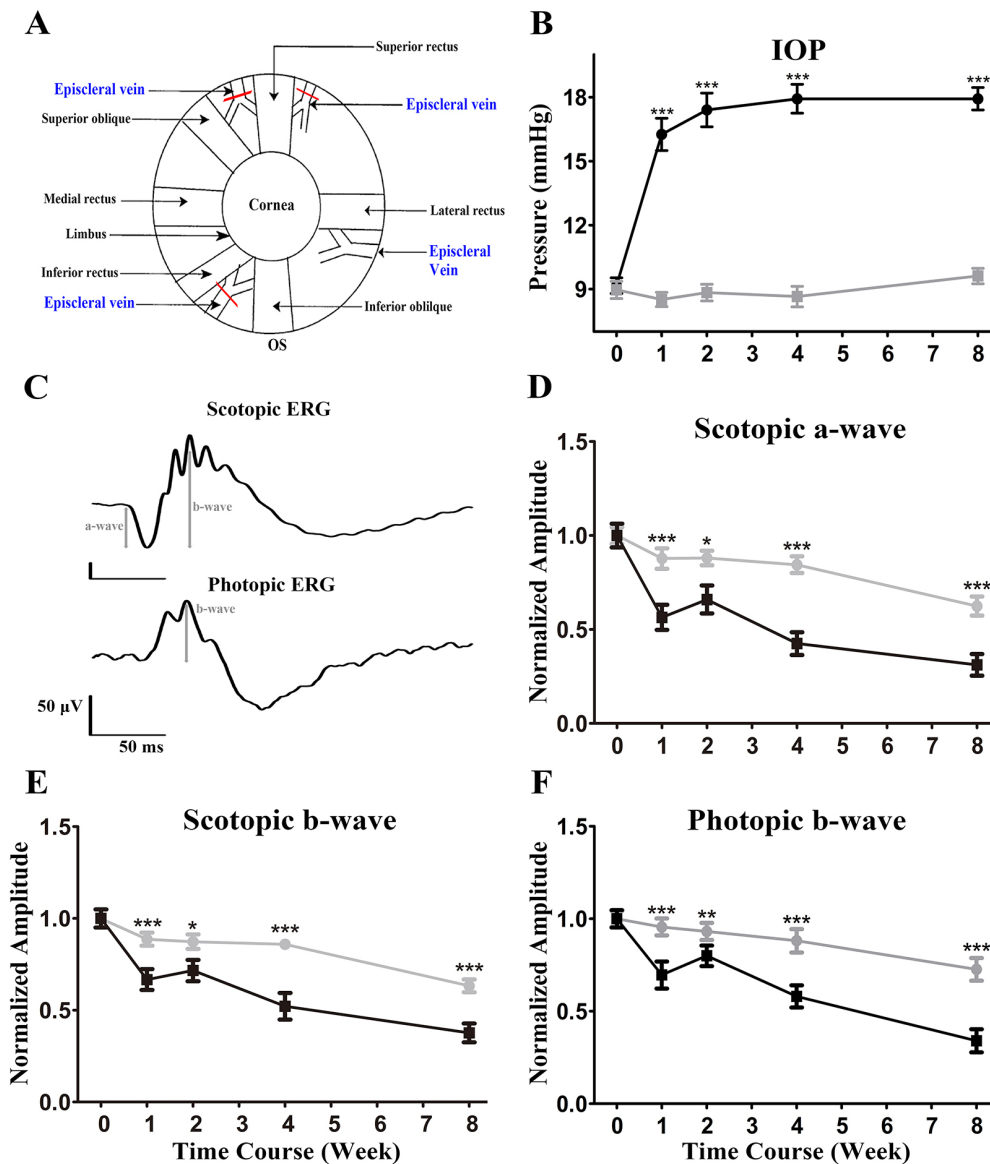 A
Superior rectus
Episcleral vein
Episcleral vein
Superior oblique
Medial rectus
Cornea
Lateral rectus
Limbus
Episcleral
Vein
Inferior rectus
Episcleral vein
Inferior oblilque
OS
B
IOP
Pressure (mmHg)
18
15
12
9
*** *** *** ***
0 1 2 3 4 5 6 7 8
C
Scotopic ERG
a-wave
b-wave
Photopic ERG
b-wave
50 µV
50 ms
D
Scotopic a-wave
Normalized Amplitude
1.5
1.0
0.5
0.0
*** * *** ***
0 1 2 3 4 5 6 7 8
E
Scotopic b-wave
Normalized Amplitude
1.5
1.0
0.5
0.0
*** * *** ***
0 1 2 3 4 5 6 7 8
Time Course (Week)
F
Photopic b-wave
Normalized Amplitude
1.5
1.0
0.5
0.0
*** ** *** ***
0 1 2 3 4 5 6 7 8
Time Course (Week)